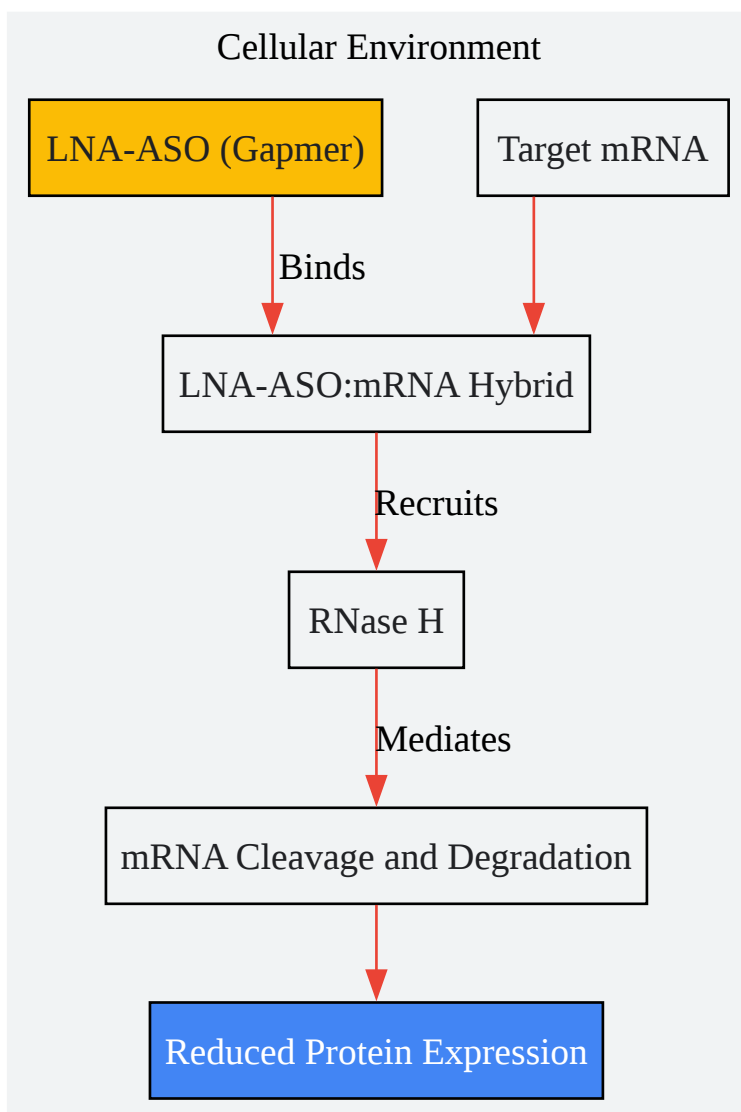 Cellular Environment
LNA-ASO (Gapmer)
Target mRNA
Binds
LNA-ASO:mRNA Hybrid
Recruits
RNase H
Mediates
mRNA Cleavage and Degradation
Reduced Protein Expression